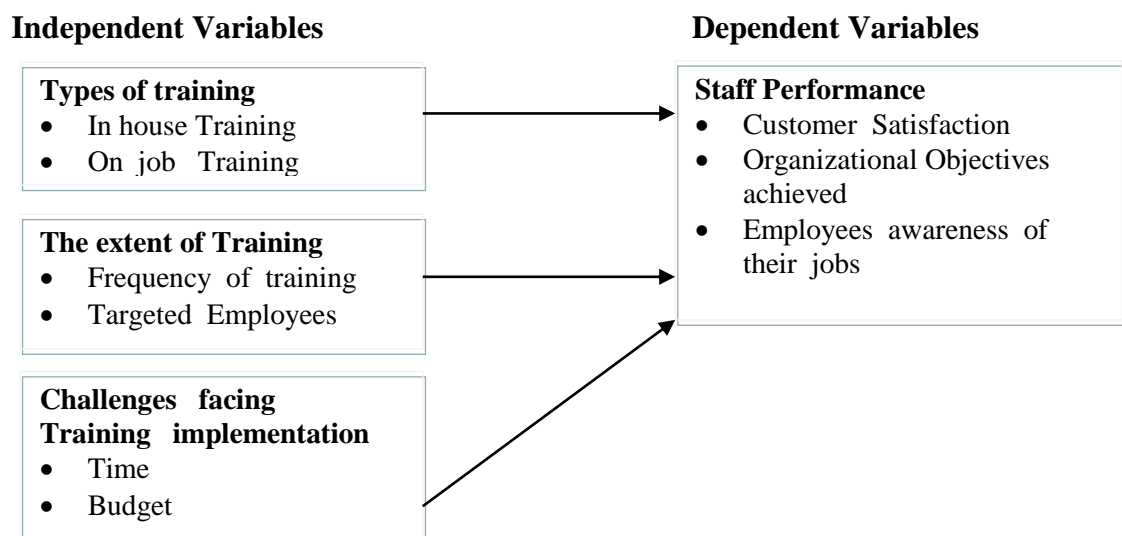 Independent Variables
Types of training
• In house Training
• On job Training
The extent of Training
• Frequency of training
• Targeted Employees
Challenges facing
Training implementation
• Time
• Budget
Dependent Variables
Staff Performance
• Customer Satisfaction
• Organizational Objectives
achieved
• Employees awareness of
their jobs